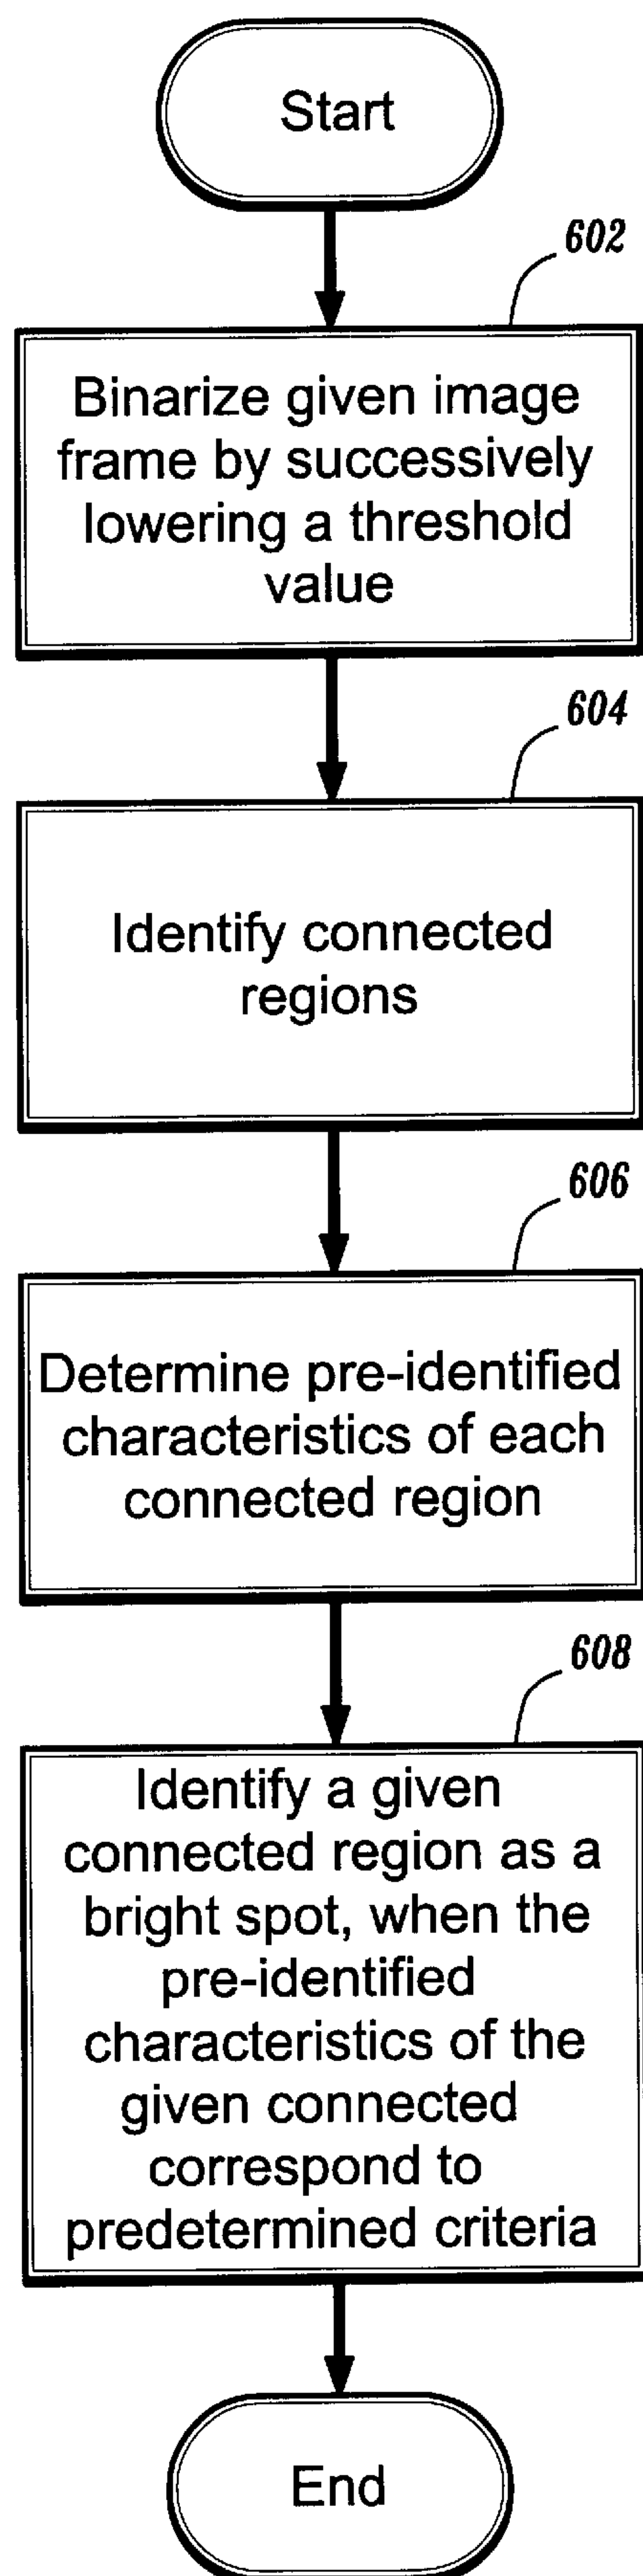 Start
602
Binarize given image
frame by successively
lowering a threshold
value
604
Identify connected
regions
606
Determine pre-identified
characteristics of each
connected region
608
Identify a given
connected region as a
bright spot, when the
pre-identified
characteristics of the
given connected
correspond to
predetermined criteria
End